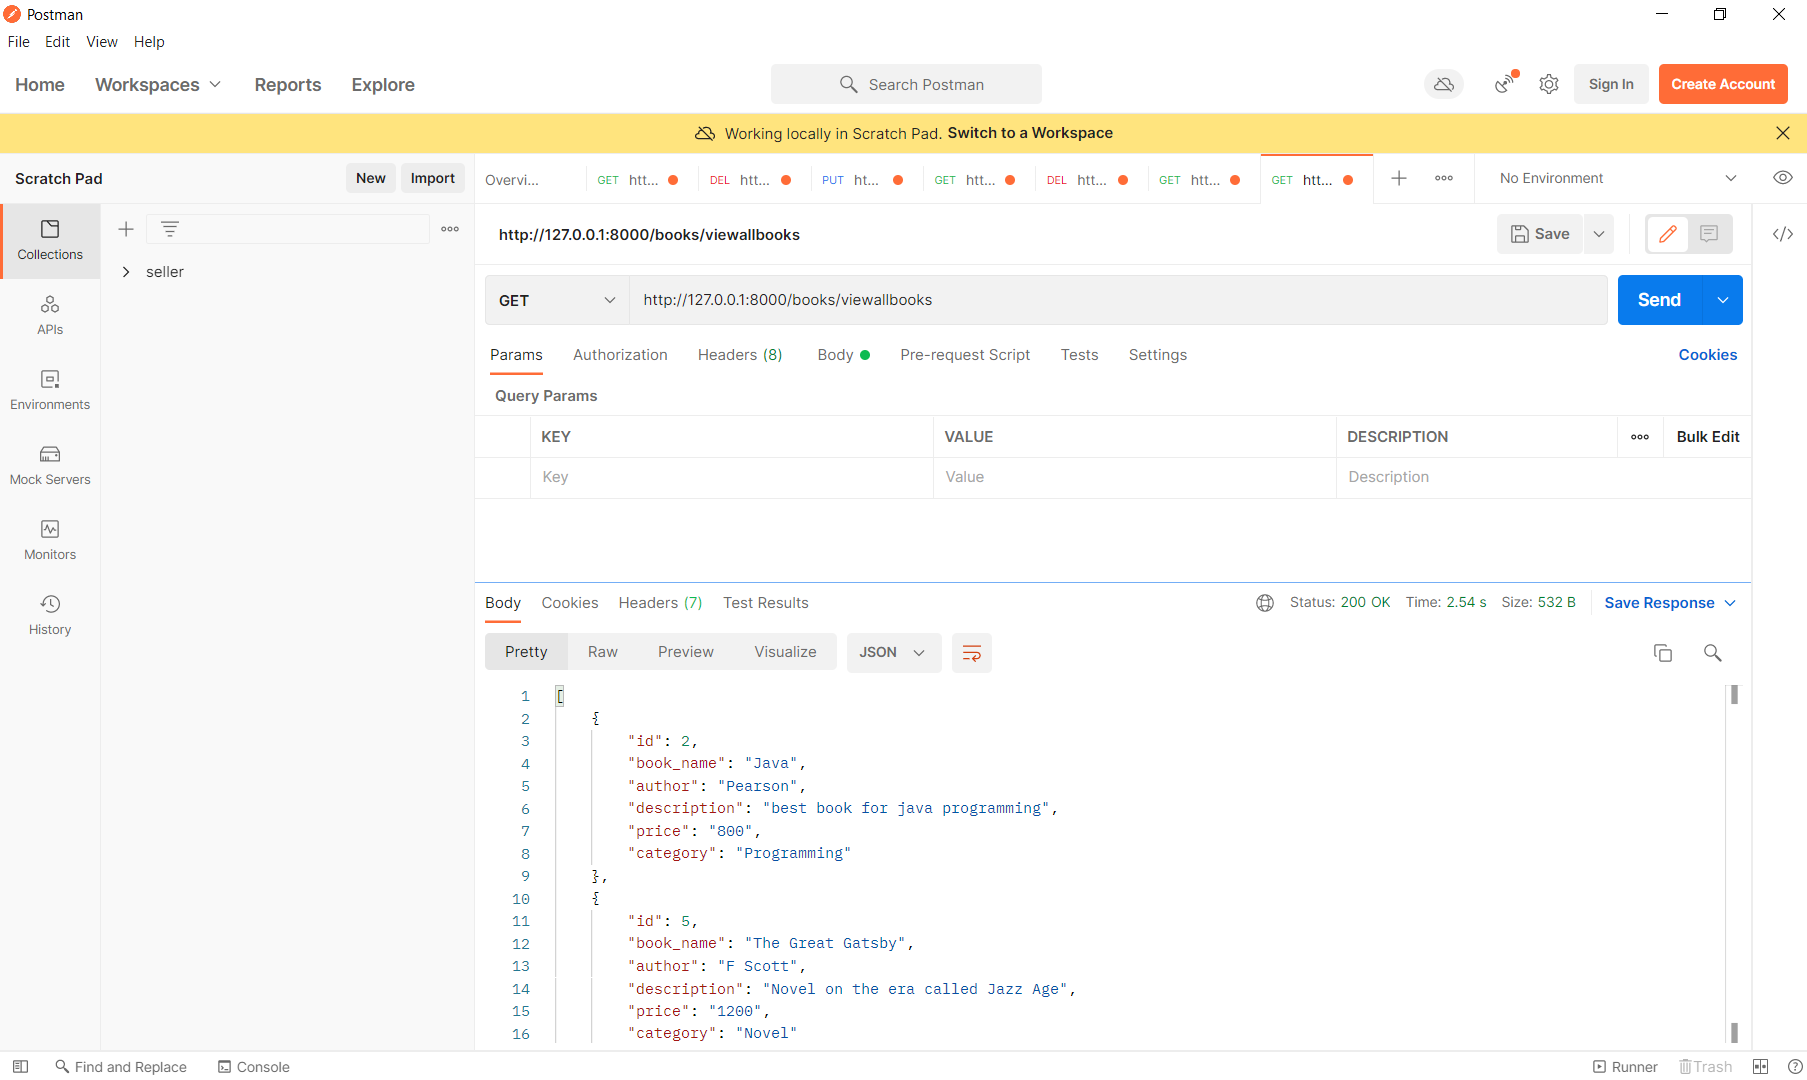 Postman
File Edit View Help
Home Workspaces Reports Explore Search Postman Sign In Create Account
Working locally in Scratch Pad. Switch to a Workspace
Scratch Pad New Import
Overvi... GET htt... DEL htt... PUT ht... GET htt... DEL htt... GET htt... GET htt... No Environment
Collections
APIs
Environments
Mock Servers
Monitors
History
seller
http://127.0.0.1:8000/books/viewallbooks Save
GET http://127.0.0.1:8000/books/viewallbooks Send
Params Authorization Headers (8) Body Pre-request Script Tests Settings Cookies
Query Params
KEY VALUE DESCRIPTION Bulk Edit
Key Value Description
Body Cookies Headers (7) Test Results Status: 200 OK Time: 2.54 s Size: 532 B Save Response
Pretty Raw Preview Visualize JSON
1 [
2 {
3 "id": 2,
4 "book_name": "Java",
5 "author": "Pearson",
6 "description": "best book for java programming",
7 "price": "800",
8 "category": "Programming"
9 },
10 {
11 "id": 5,
12 "book_name": "The Great Gatsby",
13 "author": "F Scott",
14 "description": "Novel on the era called Jazz Age",
15 "price": "1200",
16 "category": "Novel"
Find and Replace Console Runner Trash